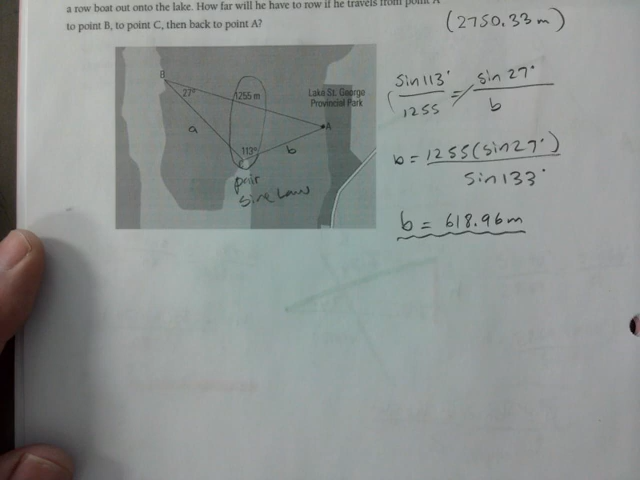 a row boat out onto the lake. How far will he have to row if he travels from point A
to point B, to point C, then back to point A?
(2750.33 m)
B
27°
1255 m
Lake St. George
Provincial Park
A
a
b
113°
C
pair
Sine Law
sin 113° / 1255 = sin 27° / b
b = 1255(sin 27°) / sin 133°
b = 618.96 m